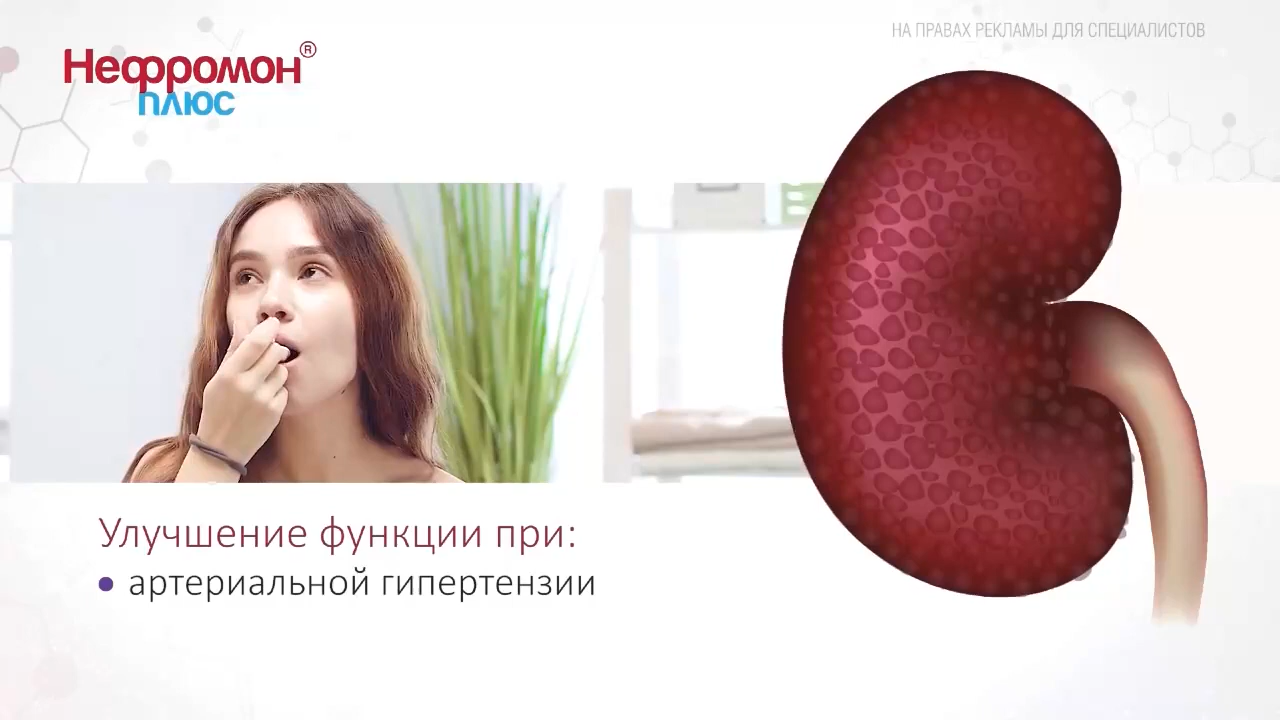 НА ПРАВАХ РЕКЛАМЫ ДЛЯ СПЕЦИАЛИСТОВ
Нефромон®
ПЛЮС
Улучшение функции при:
• артериальной гипертензии